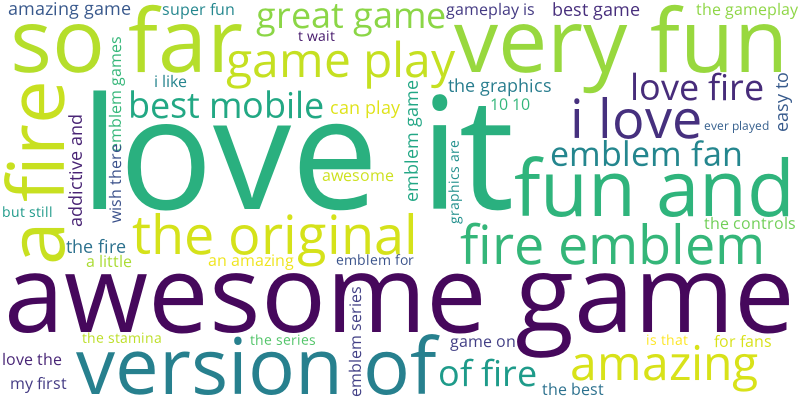 amazing game
super fun
great game
gameplay is
best game
the gameplay
so far
t wait
very fun
game play
i like
the graphics
love fire
easy to
best mobile
can play
10 10
i love
ever played
emblem games
wish there
addictive and
a fire
love it
emblem game
graphics are
emblem fan
awesome
fun and
but still
the original
the controls
the fire
fire emblem
a little
an amazing
emblem for
awesome game
emblem series
the stamina
the series
game on
is that
for fans
love the
version of
of fire
amazing
my first
the best